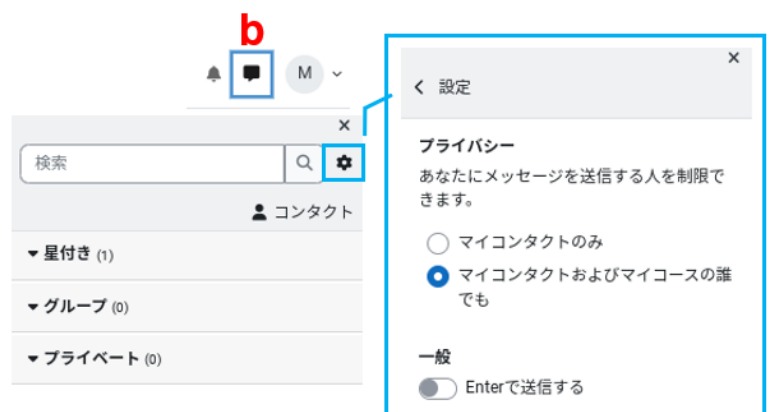 b
M
検索
コンタクト
星付き (1)
グループ (0)
プライベート (0)
設定
プライバシー
あなたにメッセージを送信する人を制限で
きます。
マイコンタクトのみ
マイコンタクトおよびマイコースの誰
でも
一般
Enterで送信する